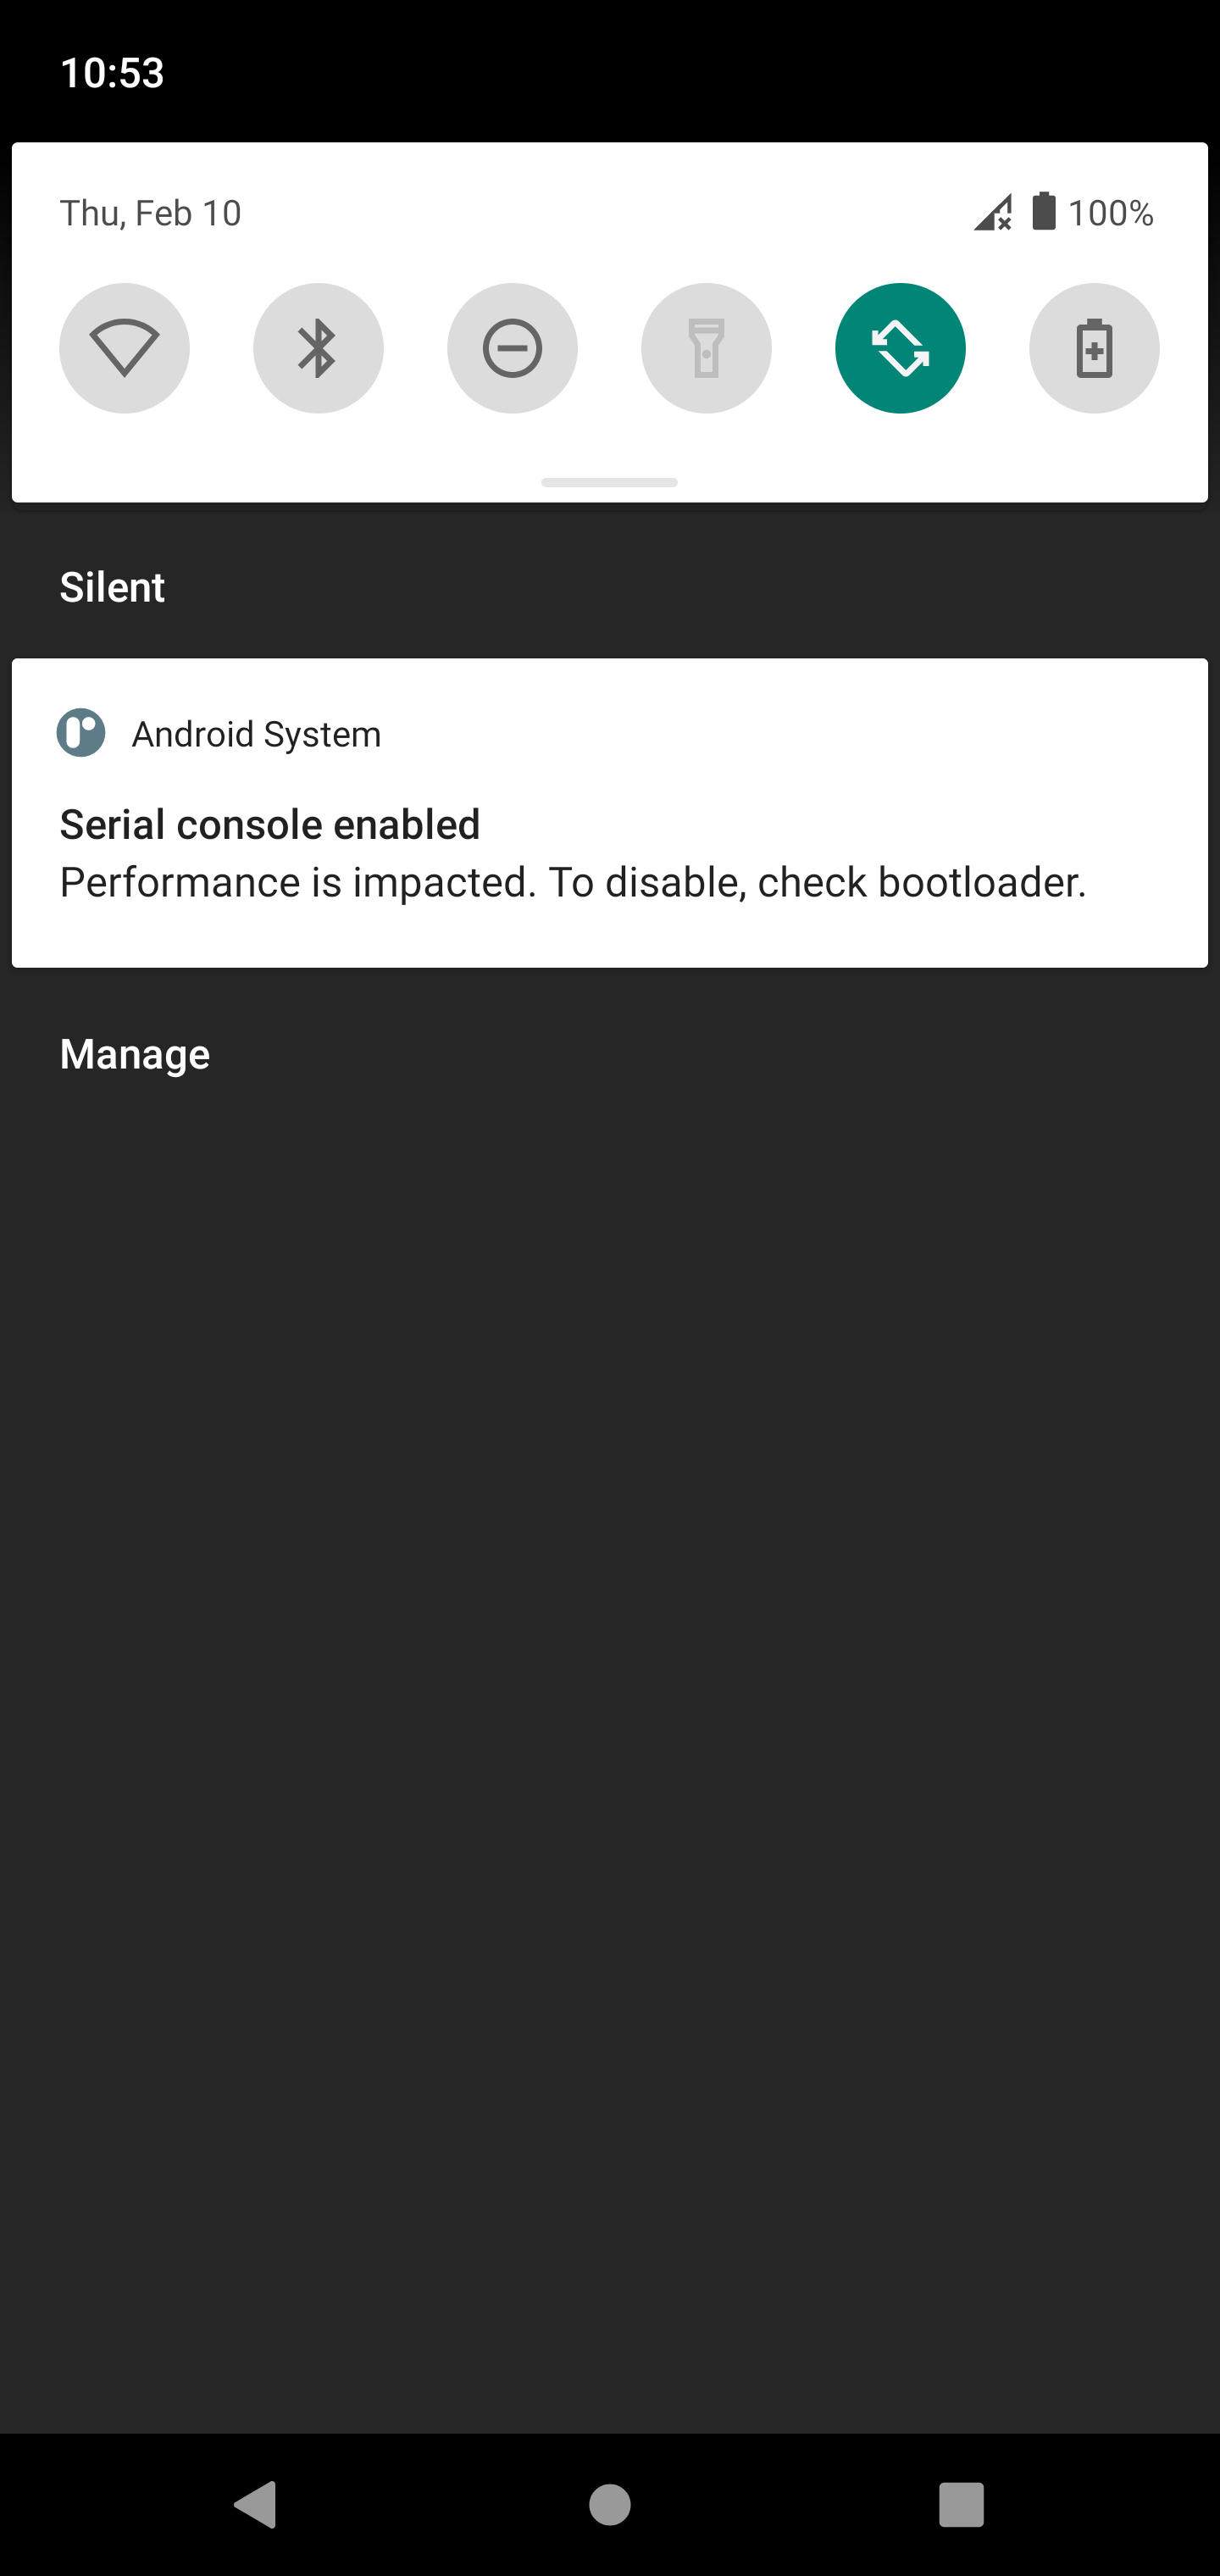 10:53
Thu, Feb 10
100%
Silent
Android System
Serial console enabled
Performance is impacted. To disable, check bootloader.
Manage